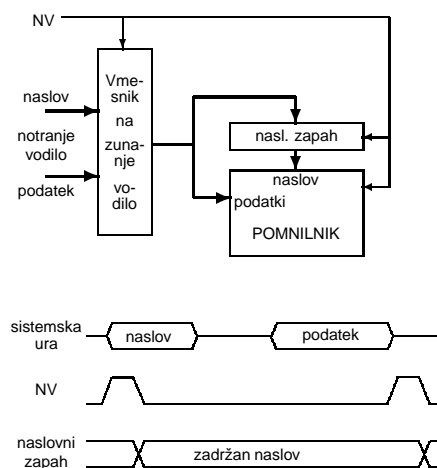 NV
Vme-
snik
na
zuna-
nje
vo-
dilo
naslov
notranje
vodilo
podatek
nasl. zapah
naslov
podatki
POMNILNIK
sistemska
ura
naslov
podatek
NV
naslovni
zapah
zadržan naslov